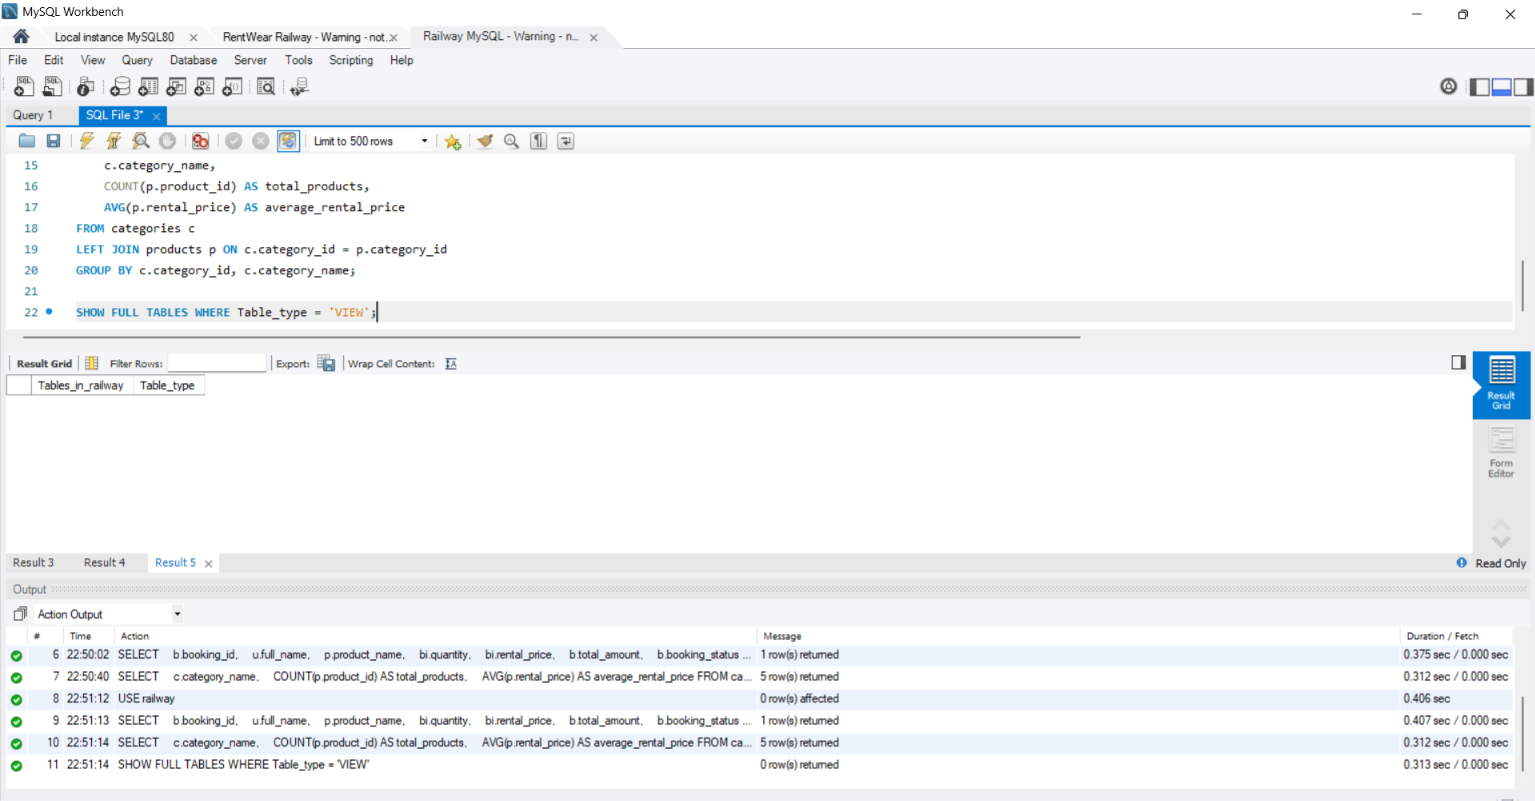 MySQL Workbench
Local instance MySQL80
RentWear Railway - Warning - not...
Railway MySQL - Warning - n...
File Edit View Query Database Server Tools Scripting Help
Query 1
SQL File 3*
Limit to 500 rows
15 c.category_name,
16 COUNT(p.product_id) AS total_products,
17 AVG(p.rental_price) AS average_rental_price
18 FROM categories c
19 LEFT JOIN products p ON c.category_id = p.category_id
20 GROUP BY c.category_id, c.category_name;
21
22 SHOW FULL TABLES WHERE Table_type = 'VIEW';
Result Grid Filter Rows: Export: Wrap Cell Content:
Tables_in_railway Table_type
Result Grid
Form Editor
Result 3 Result 4 Result 5
Read Only
Output
Action Output
# Time Action Message Duration / Fetch
6 22:50:02 SELECT b.booking_id, u.full_name, p.product_name, bi.quantity, bi.rental_price, b.total_amount, b.booking_status ... 1 row(s) returned 0.375 sec / 0.000 sec
7 22:50:40 SELECT c.category_name, COUNT(p.product_id) AS total_products, AVG(p.rental_price) AS average_rental_price FROM ca... 5 row(s) returned 0.312 sec / 0.000 sec
8 22:51:12 USE railway 0 row(s) affected 0.406 sec
9 22:51:13 SELECT b.booking_id, u.full_name, p.product_name, bi.quantity, bi.rental_price, b.total_amount, b.booking_status ... 1 row(s) returned 0.407 sec / 0.000 sec
10 22:51:14 SELECT c.category_name, COUNT(p.product_id) AS total_products, AVG(p.rental_price) AS average_rental_price FROM ca... 5 row(s) returned 0.312 sec / 0.000 sec
11 22:51:14 SHOW FULL TABLES WHERE Table_type = 'VIEW' 0 row(s) returned 0.313 sec / 0.000 sec